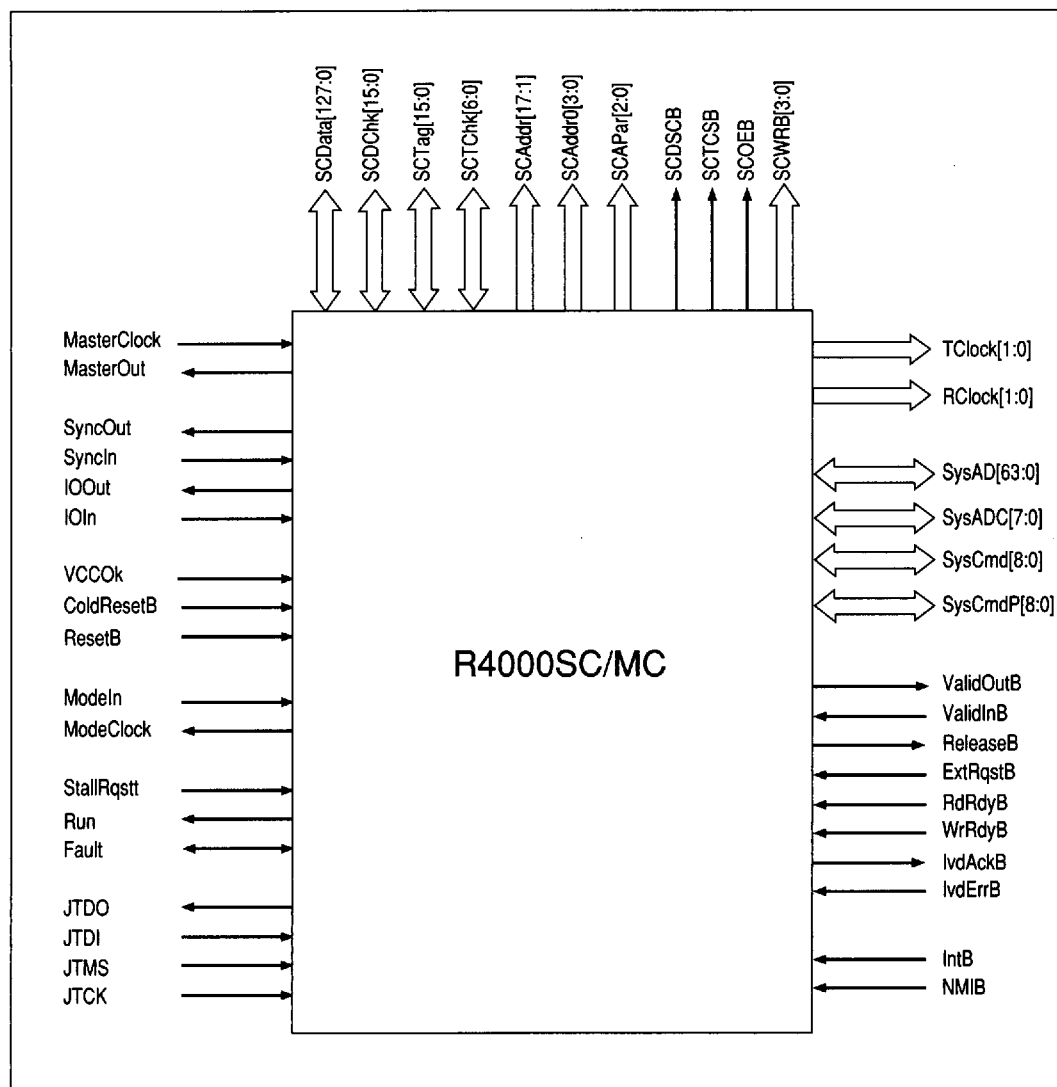 SCData[127:0]
SCDChk[15:0]
SCTag[15:0]
SCTChk[6:0]
SCAddr[17:1]
SCAddr0[3:0]
SCAPar[2:0]
SCDSCB
SCTCSB
SCOEB
SCWRB[3:0]
MasterClock
MasterOut
SyncOut
SyncIn
IOOut
IOIn
VCCOk
ColdResetB
ResetB
ModeIn
ModeClock
StallRqstt
Run
Fault
JTDO
JTDI
JTMS
JTCK
R4000SC/MC
TClock[1:0]
RClock[1:0]
SysAD[63:0]
SysADC[7:0]
SysCmd[8:0]
SysCmdP[8:0]
ValidOutB
ValidInB
ReleaseB
ExtRqstB
RdRdyB
WrRdyB
IvdAckB
IvdErrB
IntB
NMIB